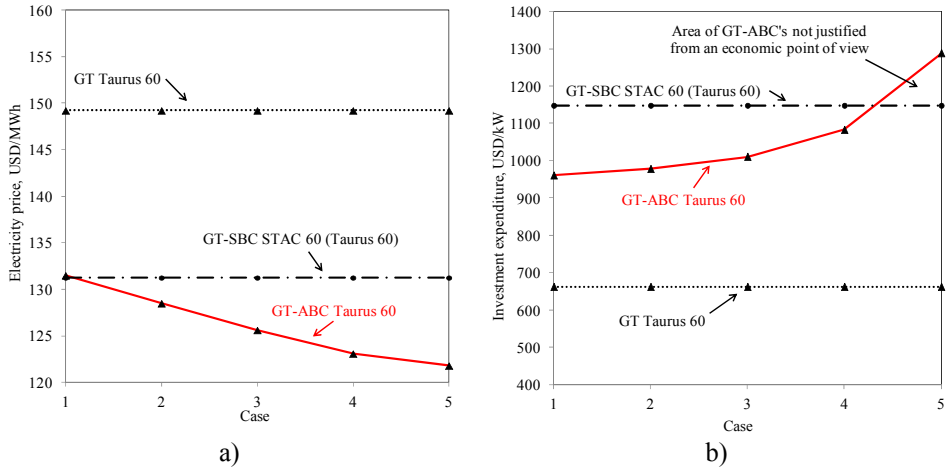 160
155
150
145
140
135
130
125
120
Electricity price, USD/MWh
GT Taurus 60
GT-SBC STAC 60 (Taurus 60)
GT-ABC Taurus 60
1 2 3 4 5
Case
a)
1400
1300
1200
1100
1000
900
800
700
600
500
400
Investment expenditure, USD/kW
Area of GT-ABC's not justified
from an economic point of view
GT-SBC STAC 60 (Taurus 60)
GT-ABC Taurus 60
GT Taurus 60
1 2 3 4 5
Case
b)